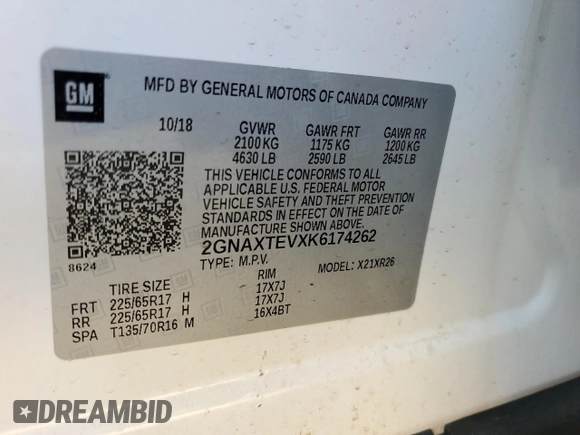 GM
MFD BY GENERAL MOTORS OF CANADA COMPANY
10/18 GVWR GAWR FRT GAWR RR
2100 KG 1175 KG 1200 KG
4630 LB 2590 LB 2645 LB
THIS VEHICLE CONFORMS TO ALL
APPLICABLE U.S. FEDERAL MOTOR
VEHICLE SAFETY AND THEFT PREVENTION
STANDARDS IN EFFECT ON THE DATE OF
MANUFACTURE SHOWN ABOVE.
8624 2GNAXTEVXK6174262
TYPE: M.P.V. MODEL: X21XR26
TIRE SIZE RIM
FRT 225/65R17 H 17X7J
RR 225/65R17 H 17X7J
SPA T135/70R16 M 16X4BT
DREAMBID